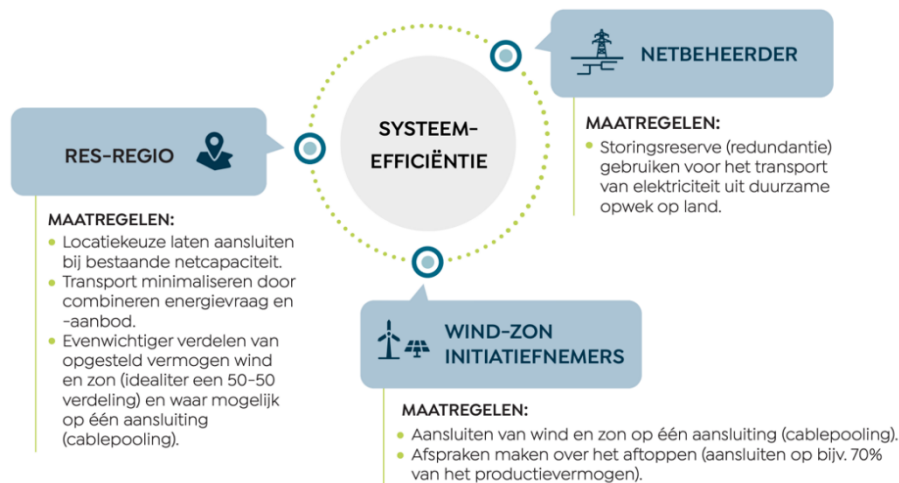 SYSTEEM-
EFFICIËNTIE
NETBEHEERDER
MAATREGELEN:
Storingsreserve (redundantie)
gebruiken voor het transport
van elektriciteit uit duurzame
opwek op land.
RES-REGIO
MAATREGELEN:
Locatiekeuze laten aansluiten
bij bestaande netcapaciteit.
Transport minimaliseren door
combineren energievraag en
-aanbod.
Evenwichtiger verdelen van
opgesteld vermogen wind
en zon (idealiter een 50-50
verdeling) en waar mogelijk
op één aansluiting
(cablepooling).
WIND-ZON
INITIATIEFNEMERS
MAATREGELEN:
Aansluiten van wind en zon op één aansluiting (cablepooling).
Afspraken maken over het aftoppen (aansluiten op bijv. 70%
van het productievermogen).